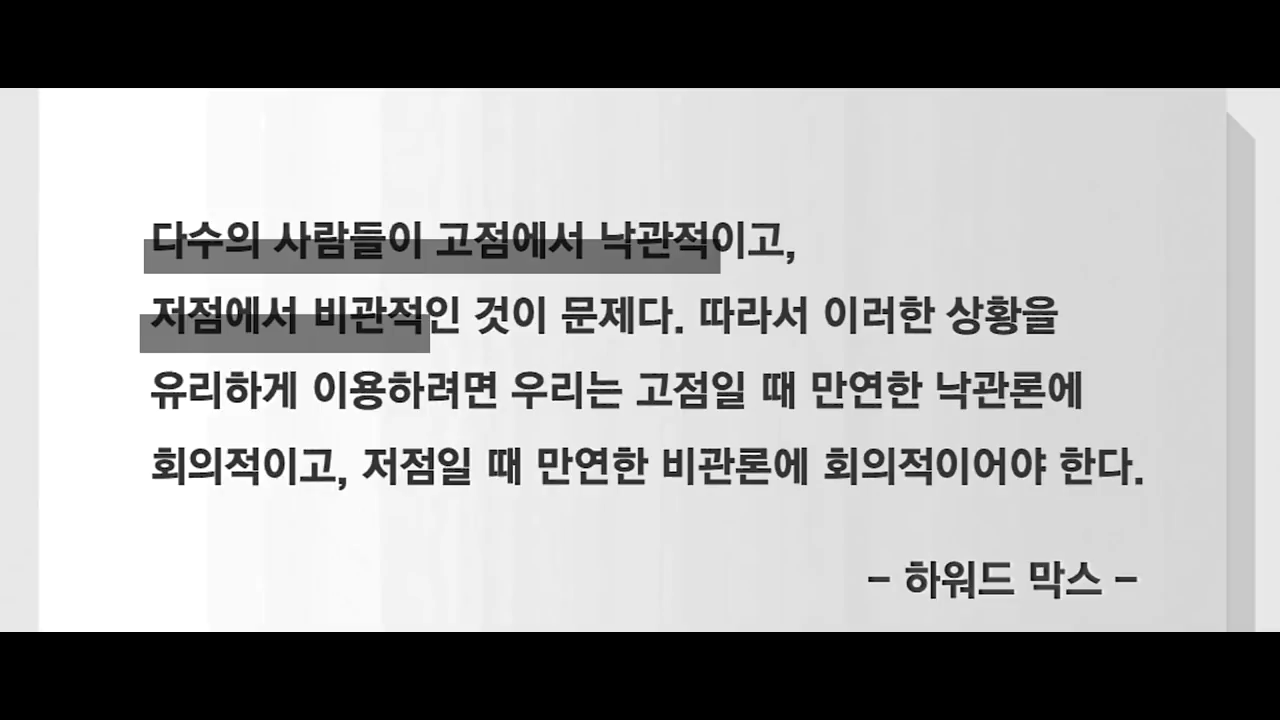 다수의 사람들이 고점에서 낙관적이고,
저점에서 비관적인 것이 문제다. 따라서 이러한 상황을
유리하게 이용하려면 우리는 고점일 때 만연한 낙관론에
회의적이고, 저점일 때 만연한 비관론에 회의적이어야 한다.
– 하워드 막스 –